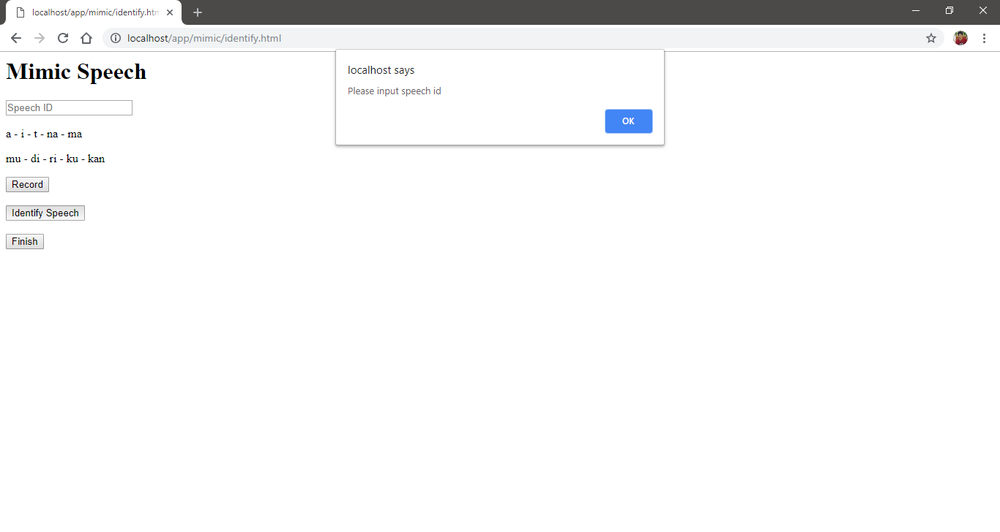 localhost/app/mimic/identify.htm
localhost/app/mimic/identify.html
localhost says
Please input speech id
OK
Mimic Speech
Speech ID
a - i - t - na - ma
mu - di - ri - ku - kan
Record
Identify Speech
Finish